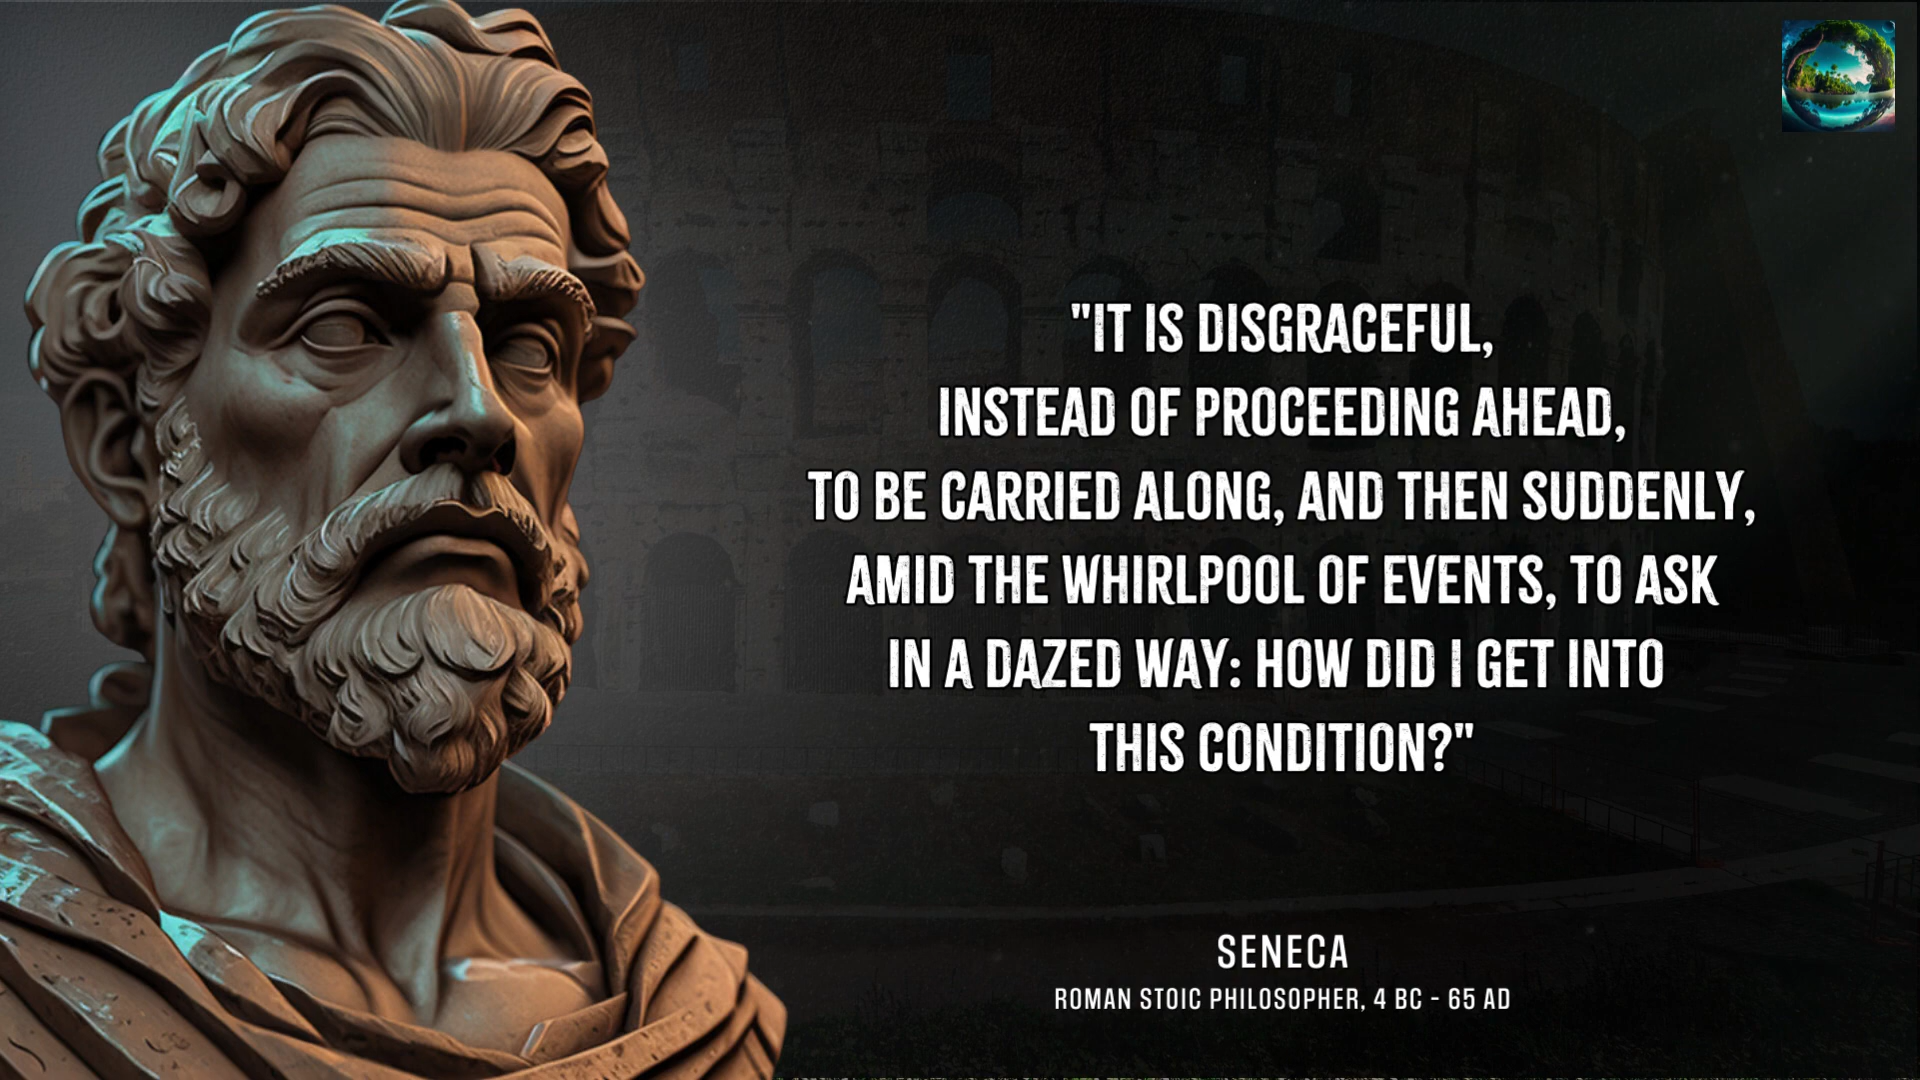 "IT IS DISGRACEFUL,
INSTEAD OF PROCEEDING AHEAD,
TO BE CARRIED ALONG, AND THEN SUDDENLY,
AMID THE WHIRLPOOL OF EVENTS, TO ASK
IN A DAZED WAY: HOW DID I GET INTO
THIS CONDITION?"
SENECA
ROMAN STOIC PHILOSOPHER, 4 BC - 65 AD